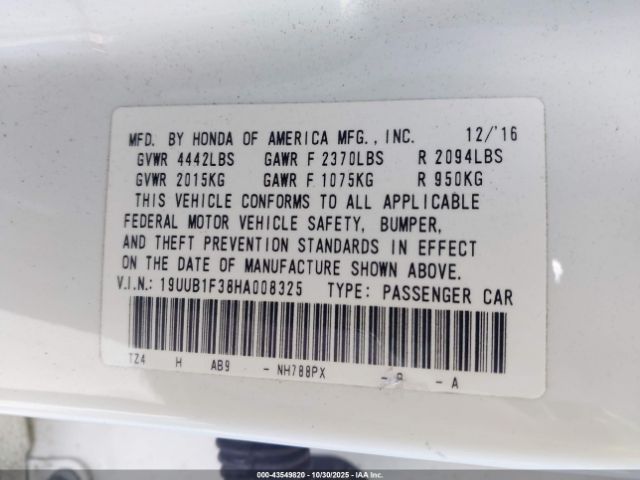 MFD. BY HONDA OF AMERICA MFG., INC. 12/'16
GVWR 4442LBS GAWR F 2370LBS R 2094LBS
GVWR 2015KG GAWR F 1075KG R 950KG
THIS VEHICLE CONFORMS TO ALL APPLICABLE
FEDERAL MOTOR VEHICLE SAFETY, BUMPER,
AND THEFT PREVENTION STANDARDS IN EFFECT
ON THE DATE OF MANUFACTURE SHOWN ABOVE.
V.I.N.: 19UUB1F38HA008325 TYPE: PASSENGER CAR
TZ4 H AB9 - NH788PX - - A
000-43549820 - 10/30/2025 - IAA Inc.